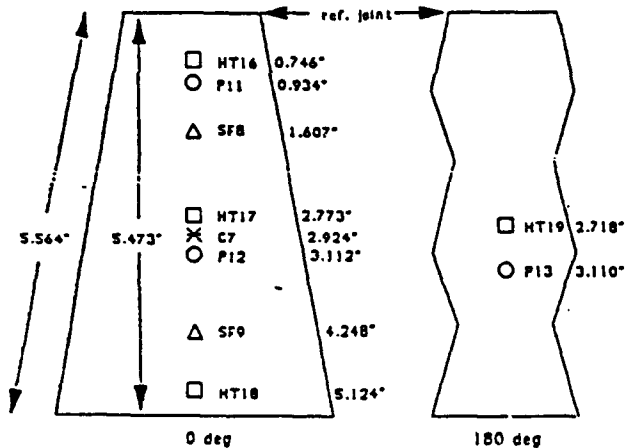 ref. joint
HT16 0.746"
P11 0.934"
SF8 1.607"
HT17 2.773"
C7 2.924"
P12 3.112"
SF9 4.248"
HT18 5.124"
5.564"
5.473"
0 deg
HT19 2.718"
P13 3.110"
180 deg